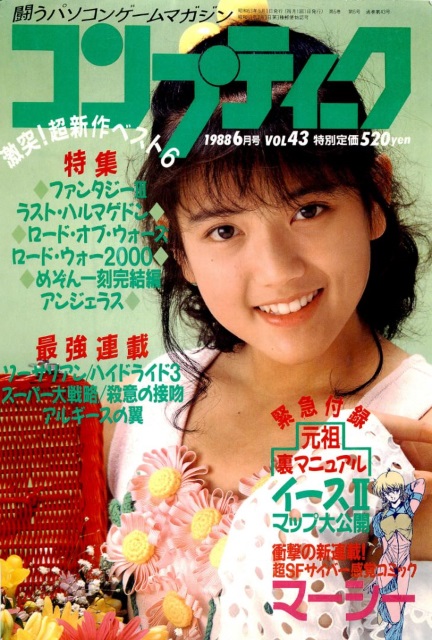 闘うパソコンゲームマガジン
コンプティーク
1988 6月号 VOL43 特別定価520yen
激突!超新作ベスト6
特集
◆ファンタジーIII
ラスト・ハルマゲドン◆
◆ロード・オブ・ウォーズ
ロード・ウォー2000◆
◆めぞん一刻完結編
アンジェラス◆
最強連載
ソーサリアン/ハイドライド3
スーパー大戦略/殺意の接吻
アルギースの翼
緊急付録
元祖
裏マニュアル
イースII
マップ大公開
衝撃の新連載!
超SFサイバー感覚コミック
マーシー